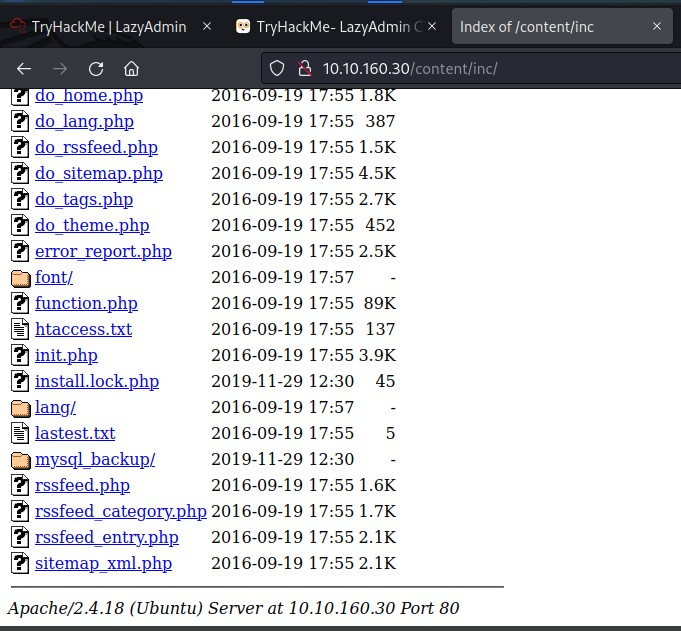 TryHackMe | LazyAdmin
TryHackMe- LazyAdmin
Index of /content/inc
10.10.160.30/content/inc/
do_home.php 2016-09-19 17:55 1.8K
do_lang.php 2016-09-19 17:55 387
do_rssfeed.php 2016-09-19 17:55 1.5K
do_sitemap.php 2016-09-19 17:55 4.5K
do_tags.php 2016-09-19 17:55 2.7K
do_theme.php 2016-09-19 17:55 452
error_report.php 2016-09-19 17:55 2.5K
font/ 2016-09-19 17:57 -
function.php 2016-09-19 17:55 89K
htaccess.txt 2016-09-19 17:55 137
init.php 2016-09-19 17:55 3.9K
install.lock.php 2019-11-29 12:30 45
lang/ 2016-09-19 17:57 -
lastest.txt 2016-09-19 17:55 5
mysql_backup/ 2019-11-29 12:30 -
rssfeed.php 2016-09-19 17:55 1.6K
rssfeed_category.php 2016-09-19 17:55 1.7K
rssfeed_entry.php 2016-09-19 17:55 2.1K
sitemap_xml.php 2016-09-19 17:55 2.1K
Apache/2.4.18 (Ubuntu) Server at 10.10.160.30 Port 80